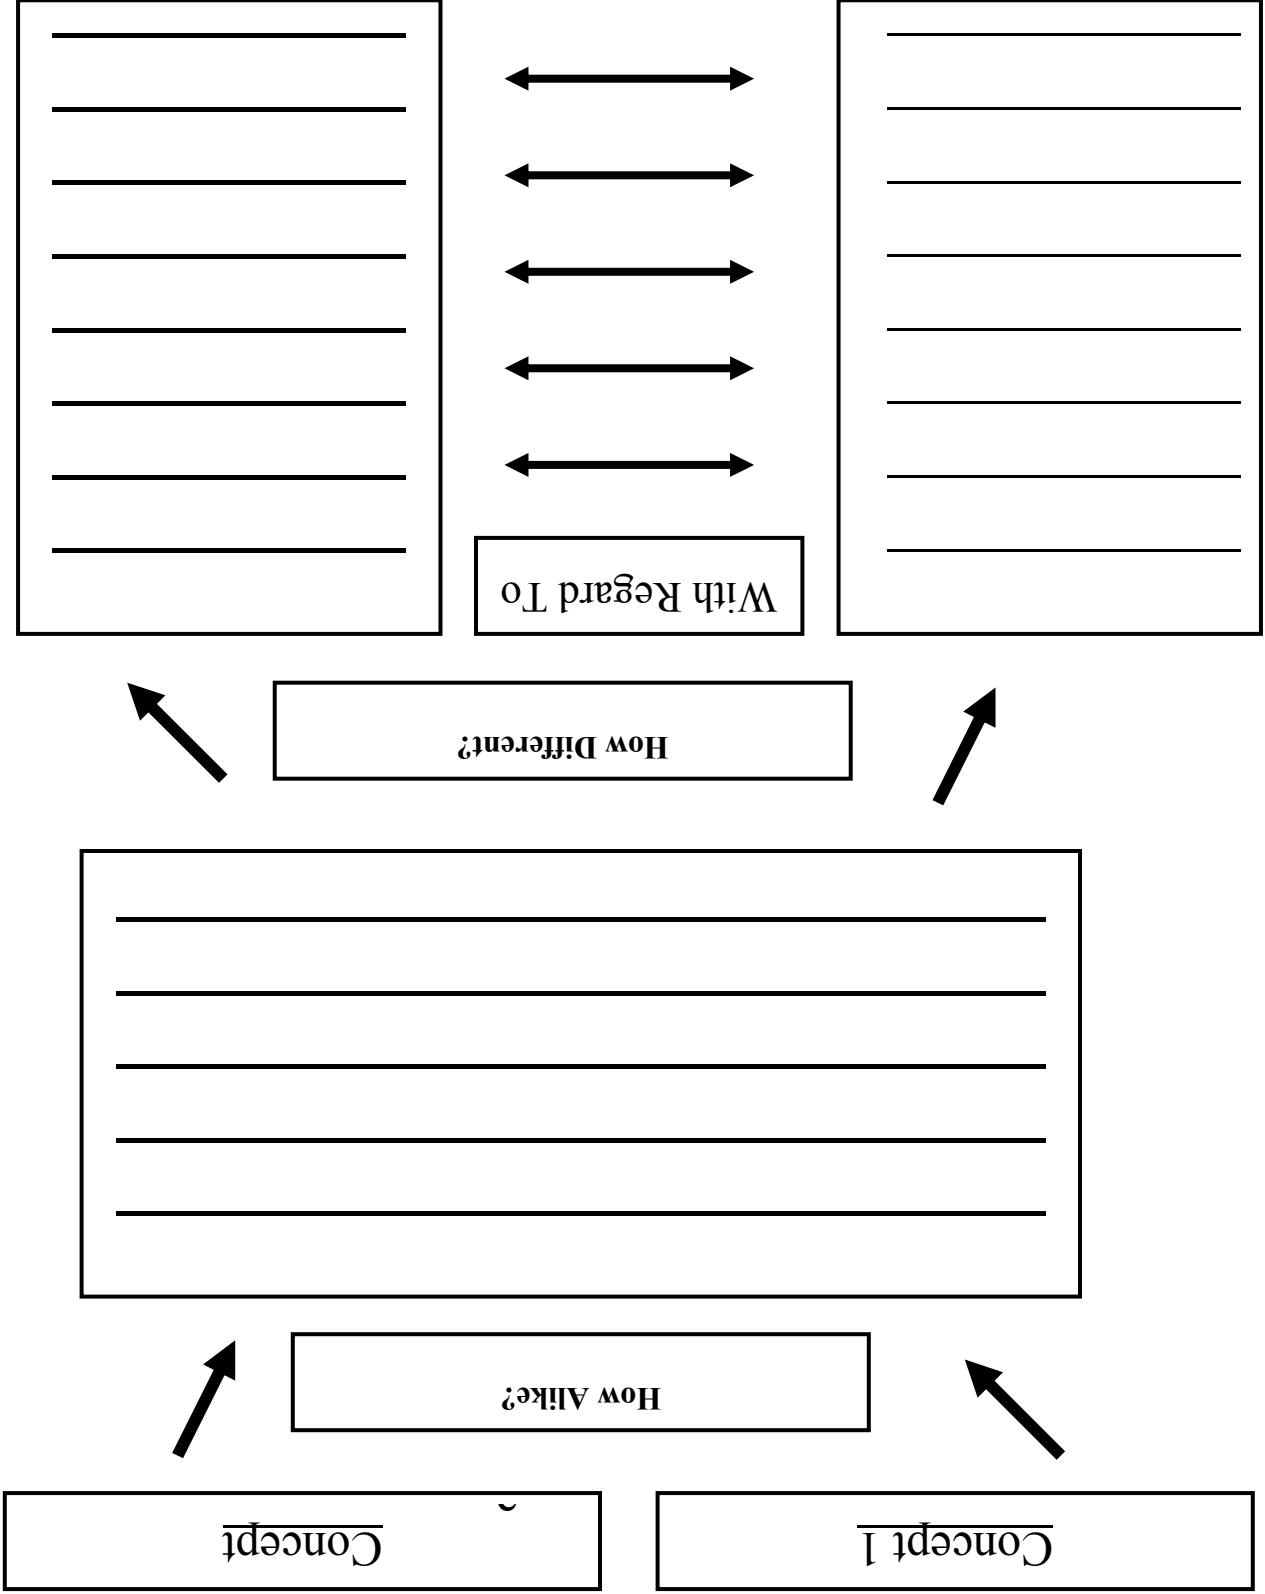 Concept 1
Concept
How Alike?
How Different?
With Regard To